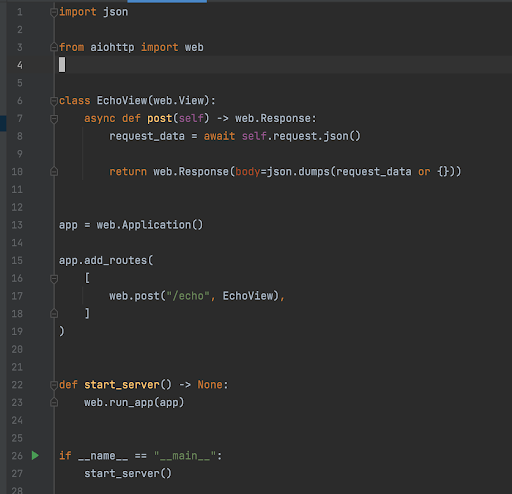 1 import json
2
3 from aiohttp import web
4
5
6 class EchoView(web.View):
7     async def post(self) -> web.Response:
8         request_data = await self.request.json()
9
10         return web.Response(body=json.dumps(request_data or {}))
11
12
13 app = web.Application()
14
15 app.add_routes(
16     [
17         web.post("/echo", EchoView),
18     ]
19 )
20
21
22 def start_server() -> None:
23     web.run_app(app)
24
25
26 if __name__ == "__main__":
27     start_server()
28